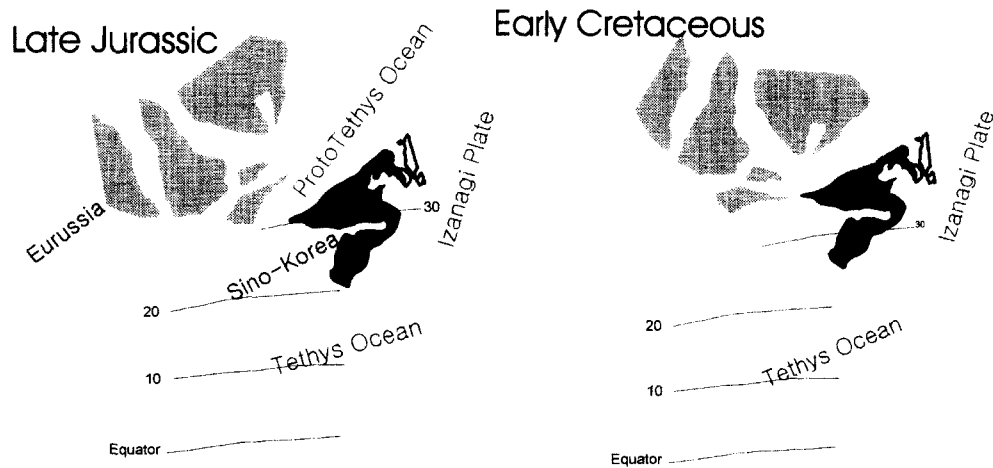 Late Jurassic
ProtoTethys Ocean
Izanagi Plate
30
Eurussia
Sino-Korea
20
Tethys Ocean
10
Equator
Early Cretaceous
Izanagi Plate
30
20
Tethys Ocean
10
Equator